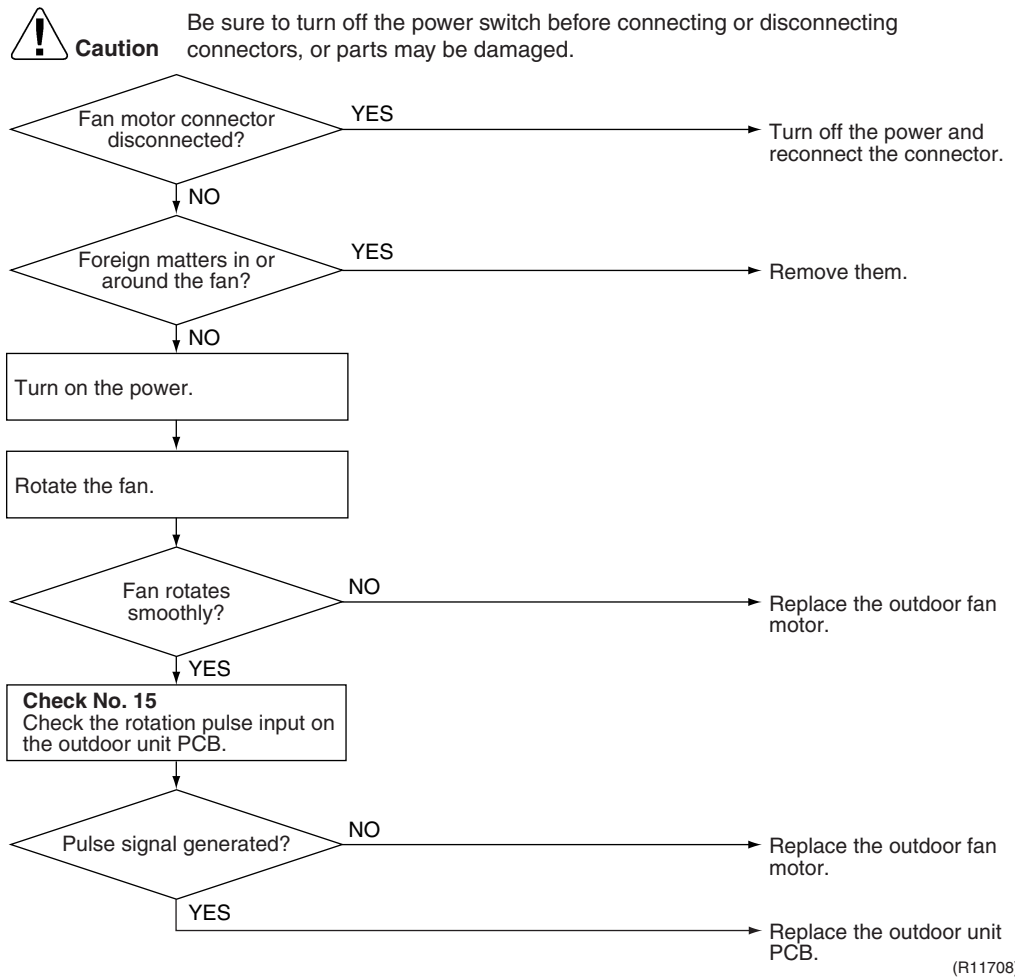 Be sure to turn off the power switch before connecting or disconnecting
Caution connectors, or parts may be damaged.
Fan motor connector
disconnected?
YES
Turn off the power and
reconnect the connector.
NO
Foreign matters in or
around the fan?
YES
Remove them.
NO
Turn on the power.
Rotate the fan.
Fan rotates
smoothly?
NO
Replace the outdoor fan
motor.
YES
Check No. 15
Check the rotation pulse input on
the outdoor unit PCB.
Pulse signal generated?
NO
Replace the outdoor fan
motor.
YES
Replace the outdoor unit
PCB.
(R11708)